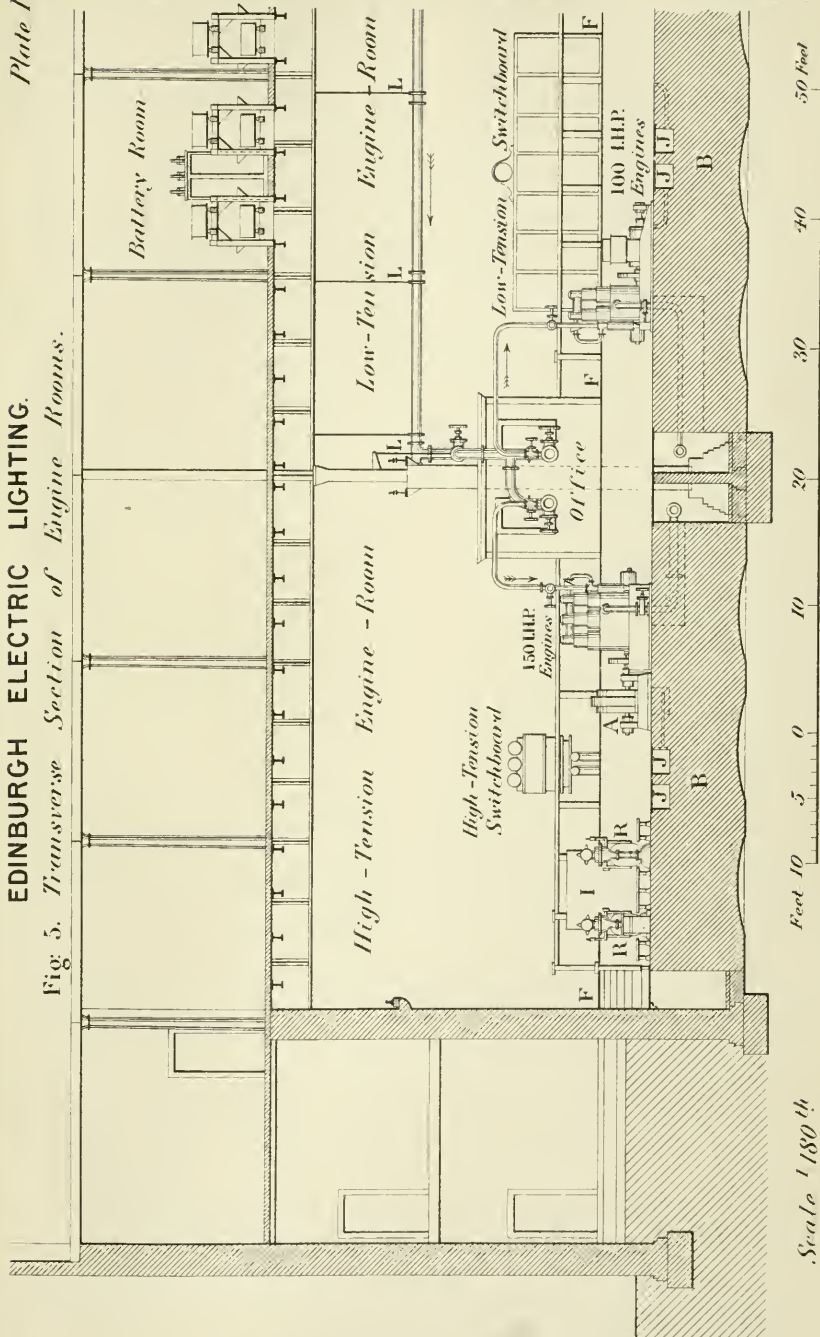 Plate
EDINBURGH ELECTRIC LIGHTING.
Fig. 5. Transverse Section of Engine Rooms.
Battery Room
High-Tension Engine-Room
Low-Tension Engine-Room
L
L
L
High-Tension
Switchboard
150 I.H.P.
Engines
Office
Low-Tension Switchboard
100 I.H.P.
Engines
F
F
F
R
I
R
A
J
J
J
J
B
B
Scale 1/180th
Feet 10
5
0
10
20
30
40
50 Feet